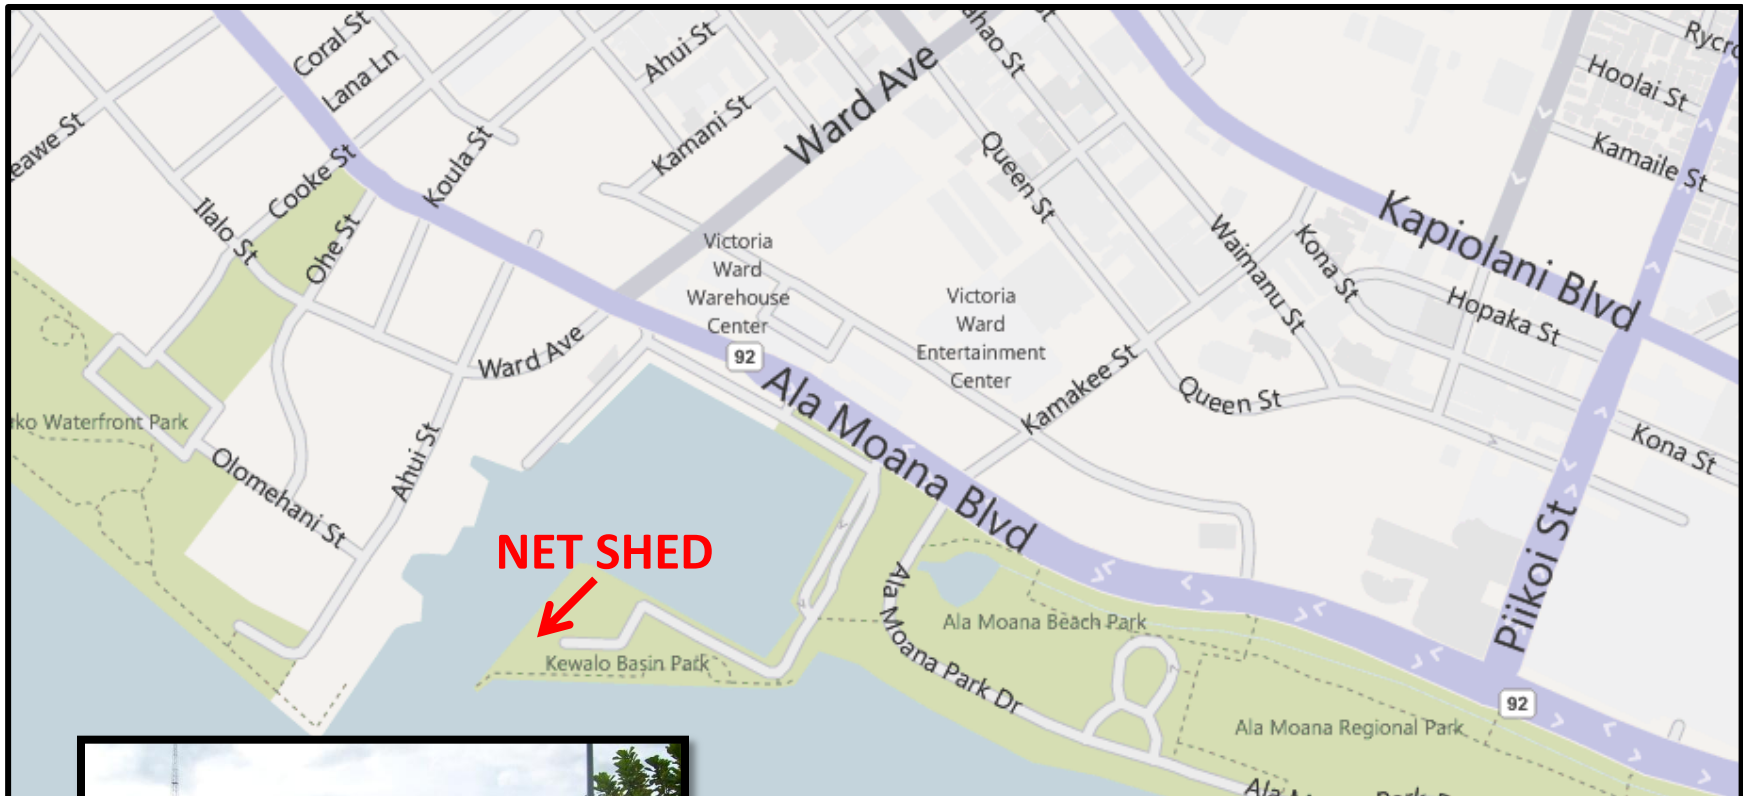 Coral St
Lana Ln
Ahui St
Ward Ave
Hoolai St
Kamani St
Queen St
Kamaile St
Koula St
Cooke St
Ilalo St
Ohe St
Kapiolani Blvd
Victoria
Ward
Warehouse
Center
Waimanu St
Kona St
Hopaka St
Victoria
Ward
Entertainment
Center
Ward Ave
92
Ala Moana Blvd
Kamakee St
Queen St
Kona St
Ahui St
Olomehani St
Waterfront Park
NET SHED
Piikoi St
Ala Moana Park Dr
Ala Moana Beach Park
Kewalo Basin Park
92
Ala Moana Regional Park